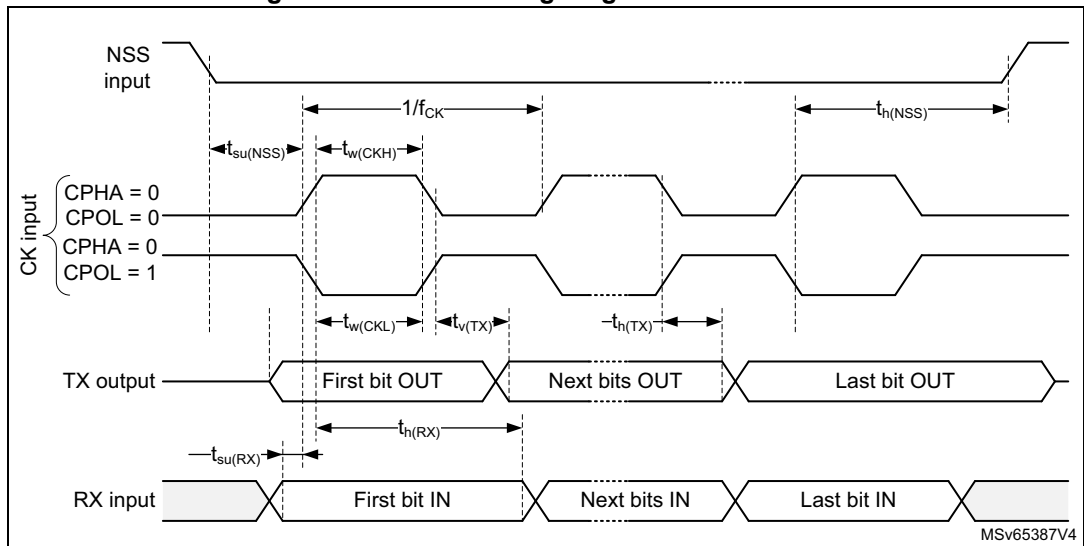 NSS
input
1/fCK
th(NSS)
tsu(NSS)
tw(CKH)
CK input
CPHA = 0
CPOL = 0
CPHA = 0
CPOL = 1
tw(CKL)
tv(TX)
th(TX)
TX output
First bit OUT
Next bits OUT
Last bit OUT
th(RX)
tsu(RX)
RX input
First bit IN
Next bits IN
Last bit IN
MSv65387V4